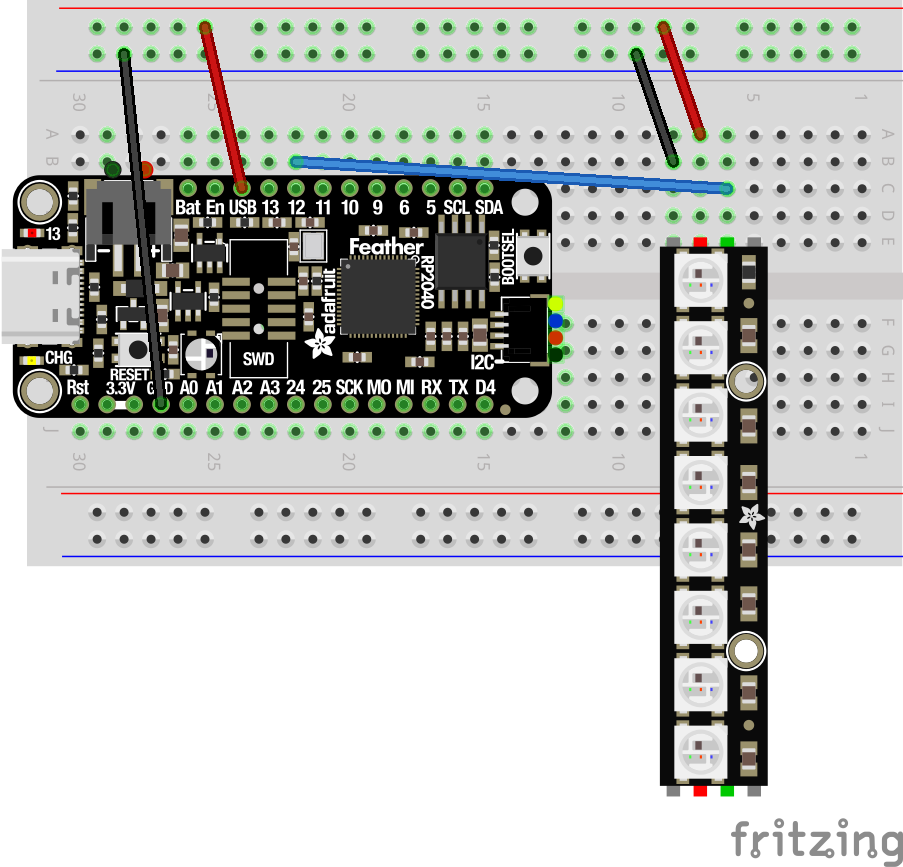 30 25 20 15 10 5 1
A A
B B
C C
D D
E E
Bat En USB 13 12 11 10 9 6 5 SCL SDA
13
Feather
RP2040
adafruit
BOOTSEL
I2C
SWD
CHG
RESET
Rst 3.3V GND A0 A1 A2 A3 24 25 SCK MO MI RX TX D4
F F
G G
H H
I I
J J
30 25 20 15 10 1
fritzing